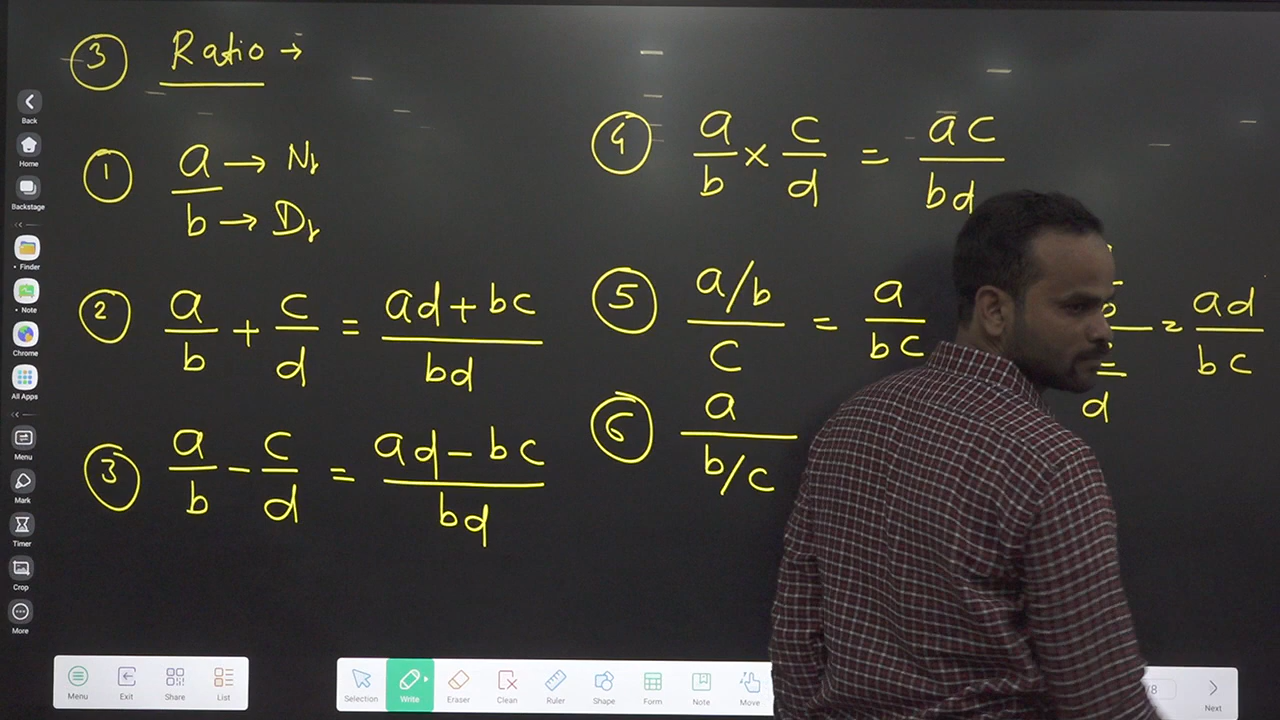 ③ Ratio →
① a/b a → Nr
b → Dr
② a/b + c/d = (ad + bc)/bd
③ a/b - c/d = (ad - bc)/bd
④ a/b × c/d = ac/bd
⑤ (a/b)/c = a/bc
= ad/bc
⑥ a/(b/c)
Back
Home
Backstage
Finder
Note
Chrome
All Apps
Menu
Mark
Timer
Crop
More
Menu Exit Share List
Selection Write Eraser Clean Ruler Shape Form Note Move
/8 Next